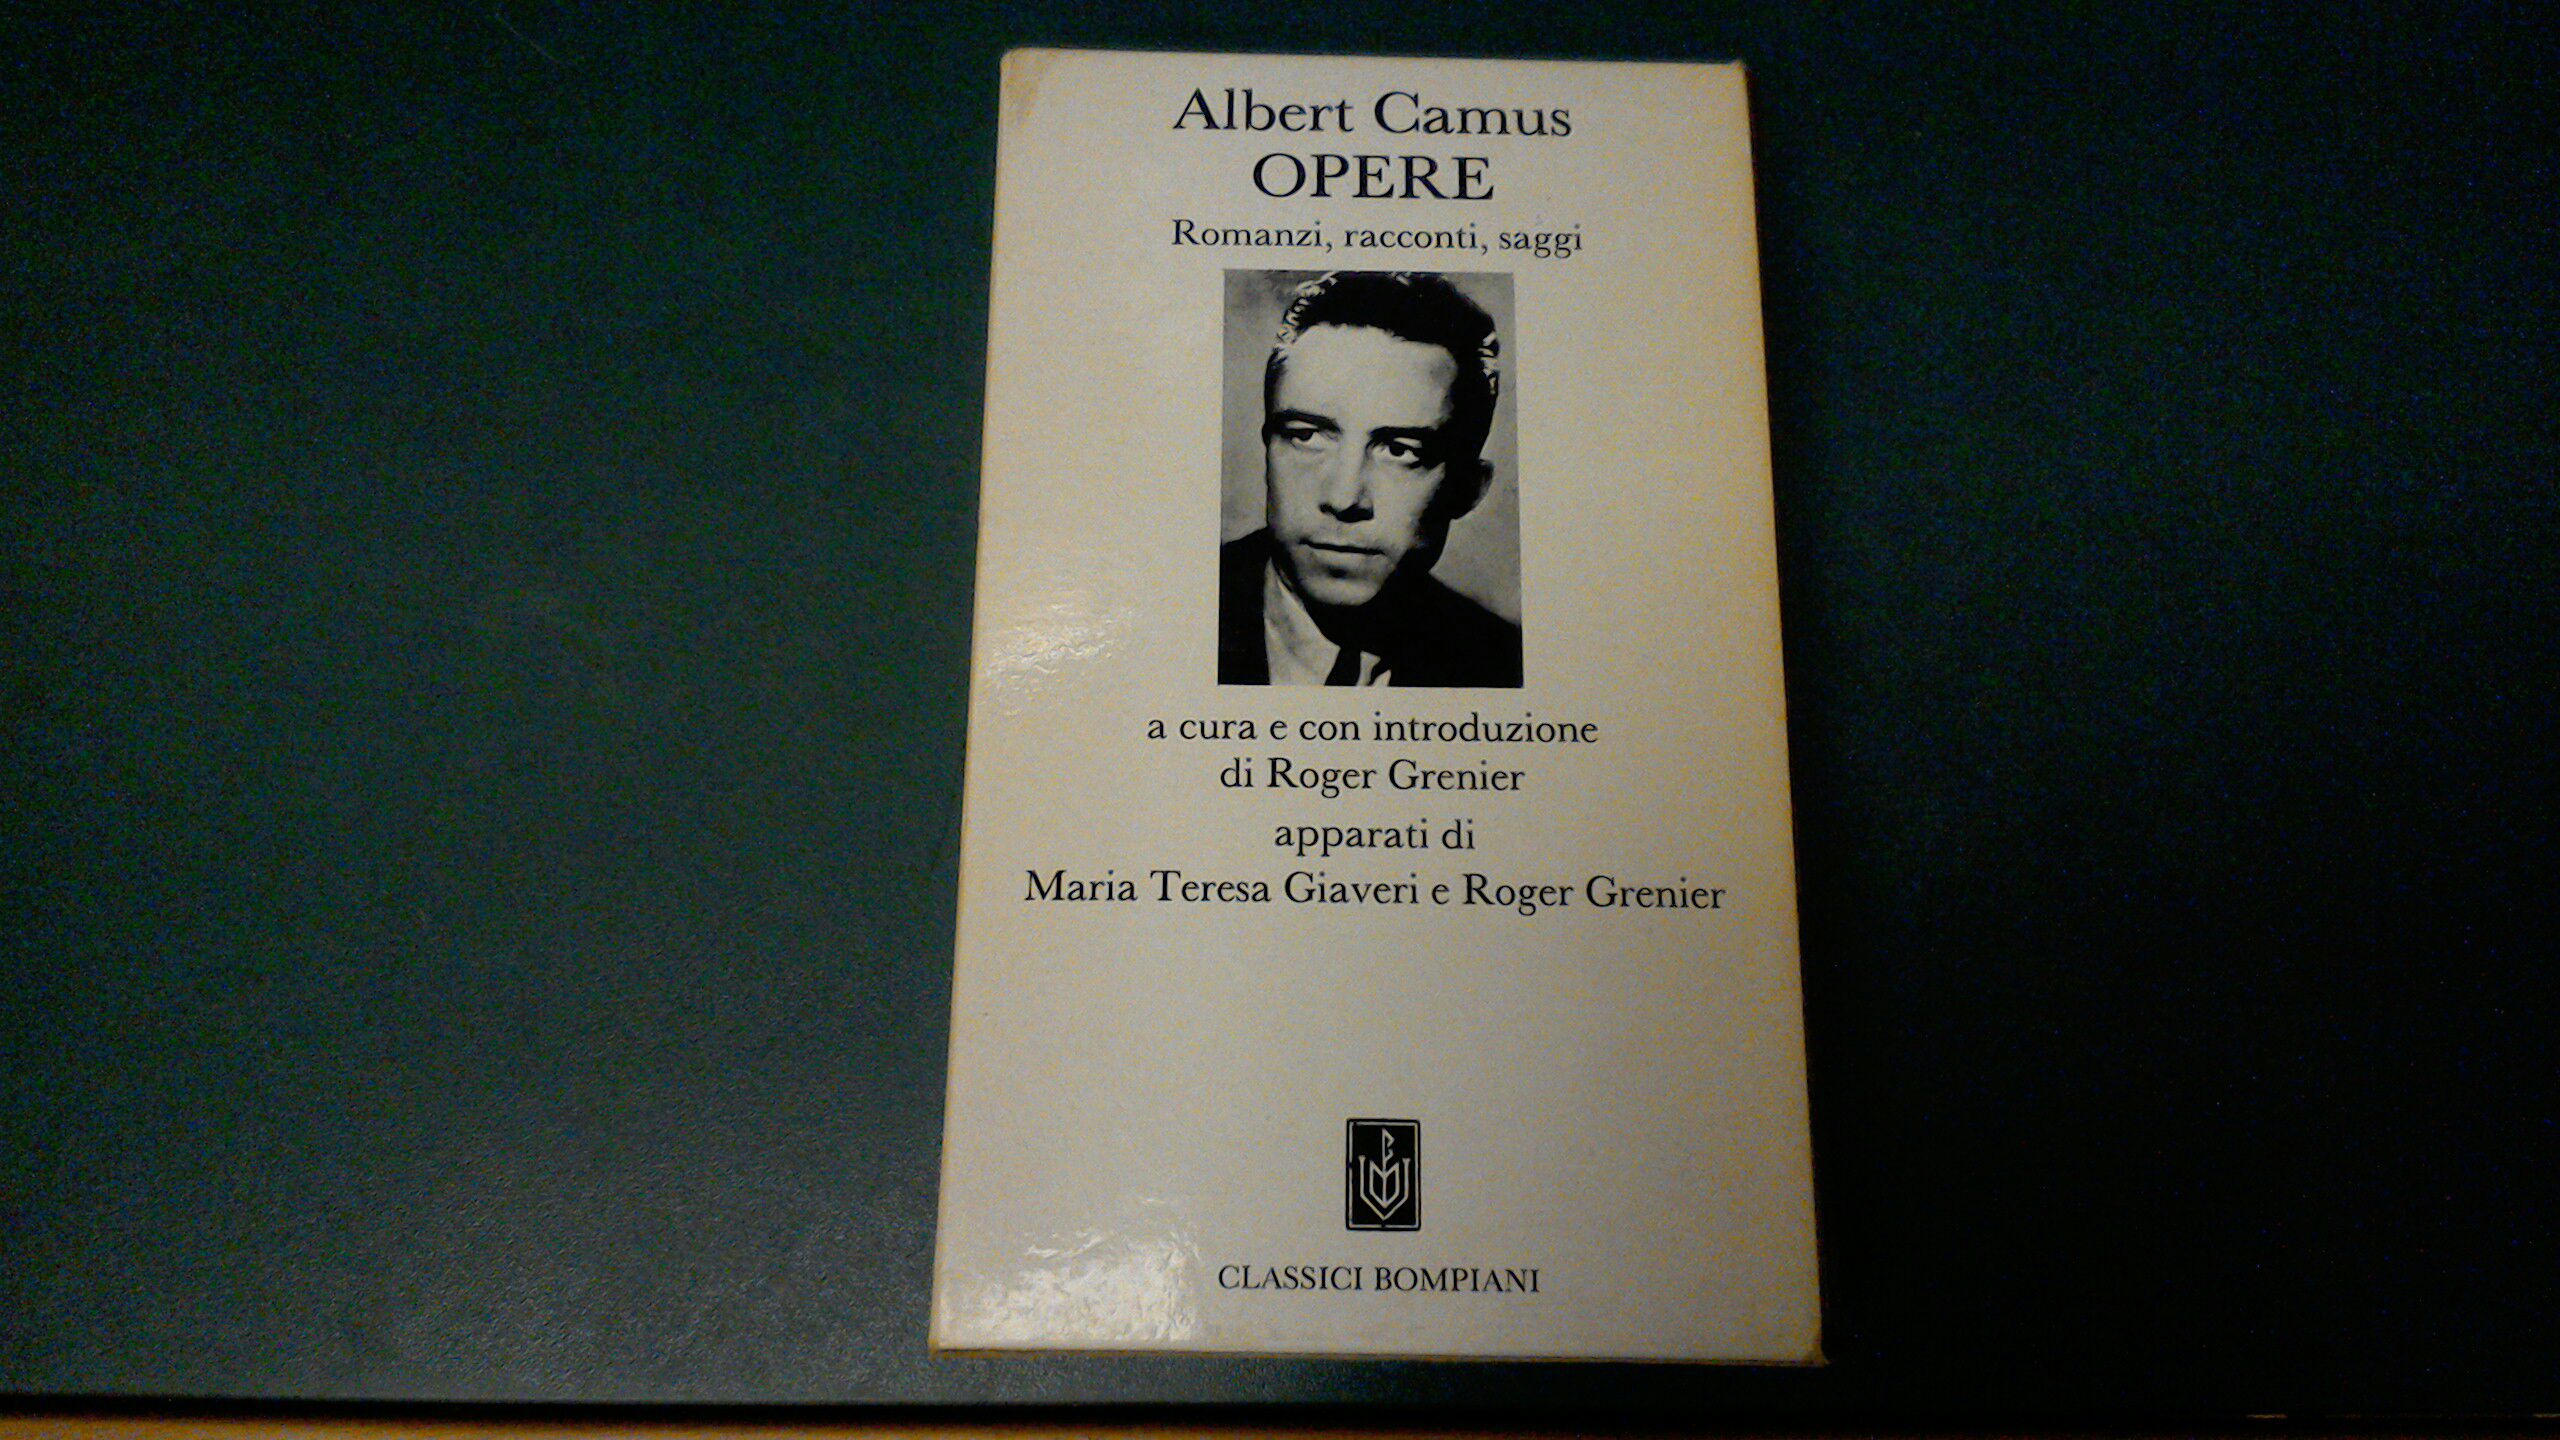 Albert Camus
OPERE
Romanzi, racconti, saggi
a cura e con introduzione
di Roger Grenier
apparati di
Maria Teresa Giaveri e Roger Grenier
CLASSICI BOMPIANI